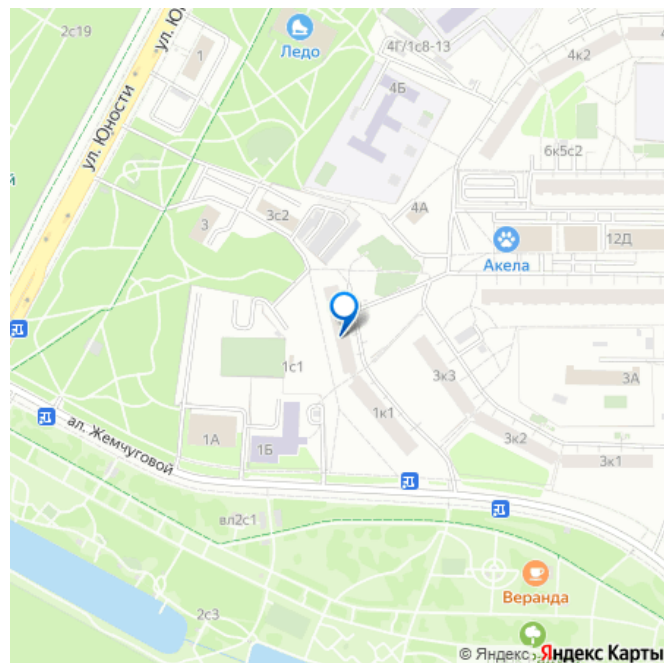 2с19
ул. Юности
ул. Ю
1
Ледо
4Г/1с8-13
4к2
4Б
6к5с2
3с2
3
4А
12Д
Акела
й
1с1
3к3
3А
1к1
3к2
3к1
1А
1Б
ал. Жемчуговой
вл2с1
Веранда
2с3
© Яндекс
Яндекс Карты